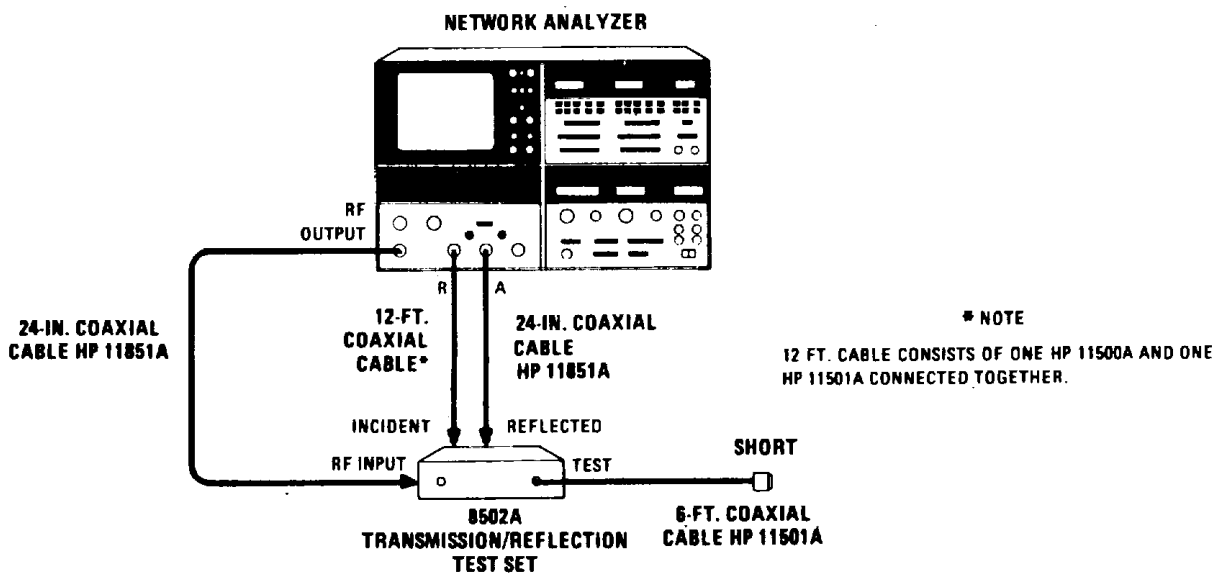 NETWORK ANALYZER
RF
OUTPUT
R
A
24-IN. COAXIAL
CABLE HP 11851A
12-FT.
COAXIAL
CABLE*
24-IN. COAXIAL
CABLE
HP 11851A
* NOTE
12 FT. CABLE CONSISTS OF ONE HP 11500A AND ONE
HP 11501A CONNECTED TOGETHER.
INCIDENT
REFLECTED
RF INPUT
TEST
SHORT
8502A
TRANSMISSION/REFLECTION
TEST SET
6-FT. COAXIAL
CABLE HP 11501A